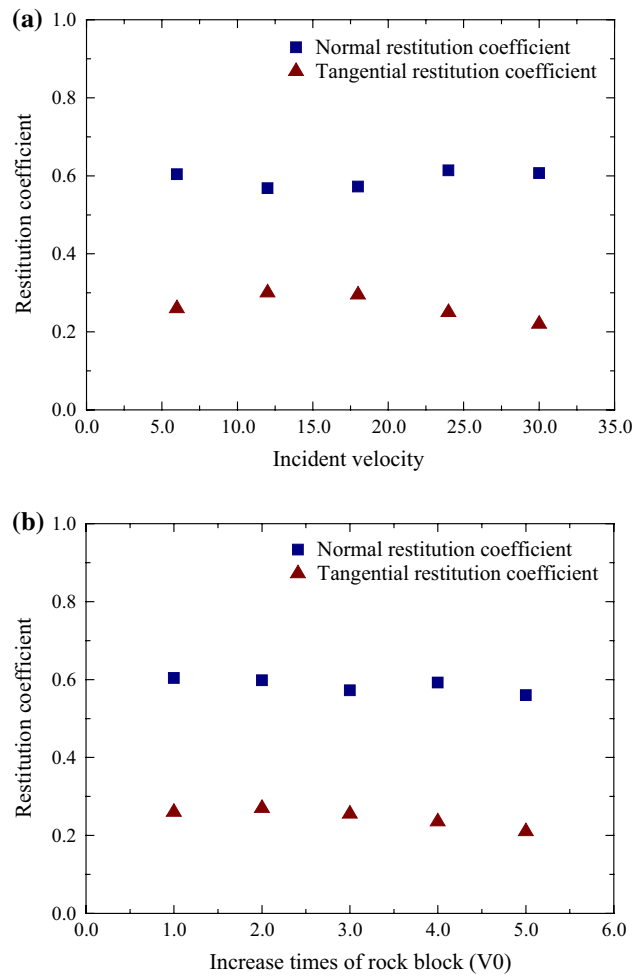 (a)
1.0
0.8
0.6
0.4
0.2
0.0
Restitution coefficient
Normal restitution coefficient
Tangential restitution coefficient
0.0 5.0 10.0 15.0 20.0 25.0 30.0 35.0
Incident velocity
(b)
1.0
0.8
0.6
0.4
0.2
0.0
Restitution coefficient
Normal restitution coefficient
Tangential restitution coefficient
0.0 1.0 2.0 3.0 4.0 5.0 6.0
Increase times of rock block (V0)